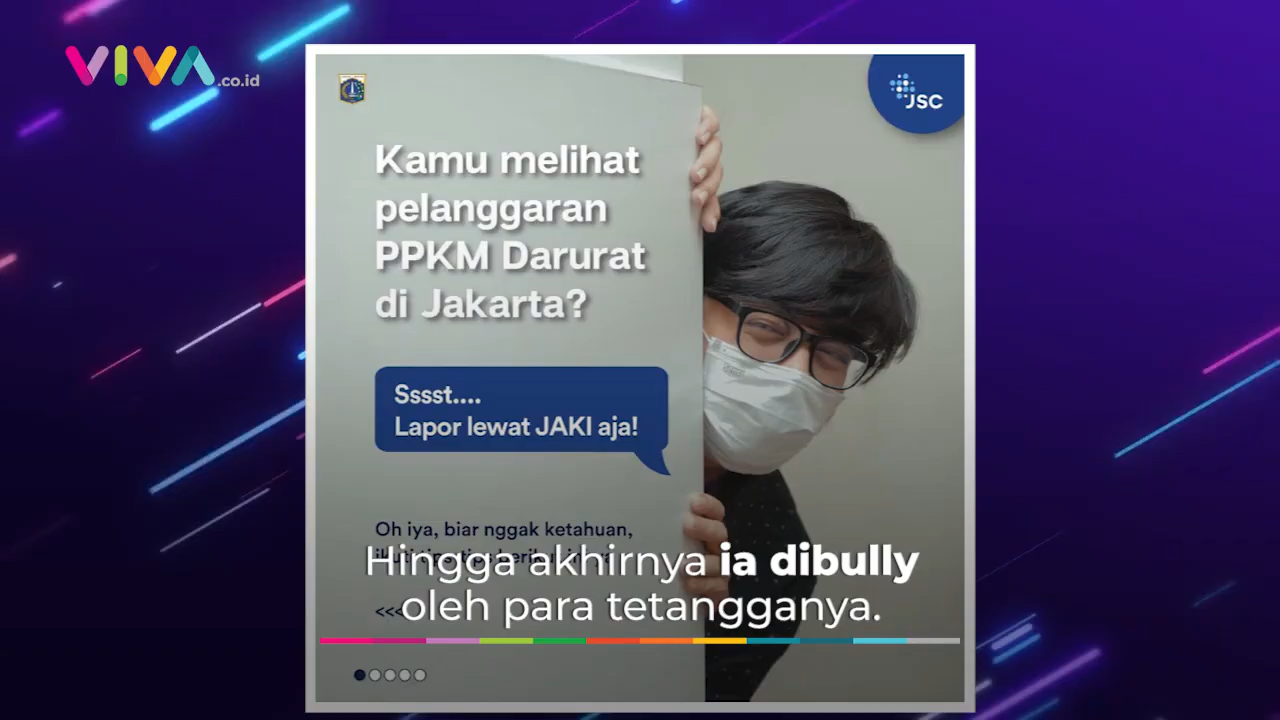 VIVA.co.id
JSC
Kamu melihat
pelanggaran
PPKM Darurat
di Jakarta?
Sssst....
Lapor lewat JAKI aja!
Oh iya, biar nggak ketahuan,
Hingga akhirnya ia dibully
<<< oleh para tetangganya.